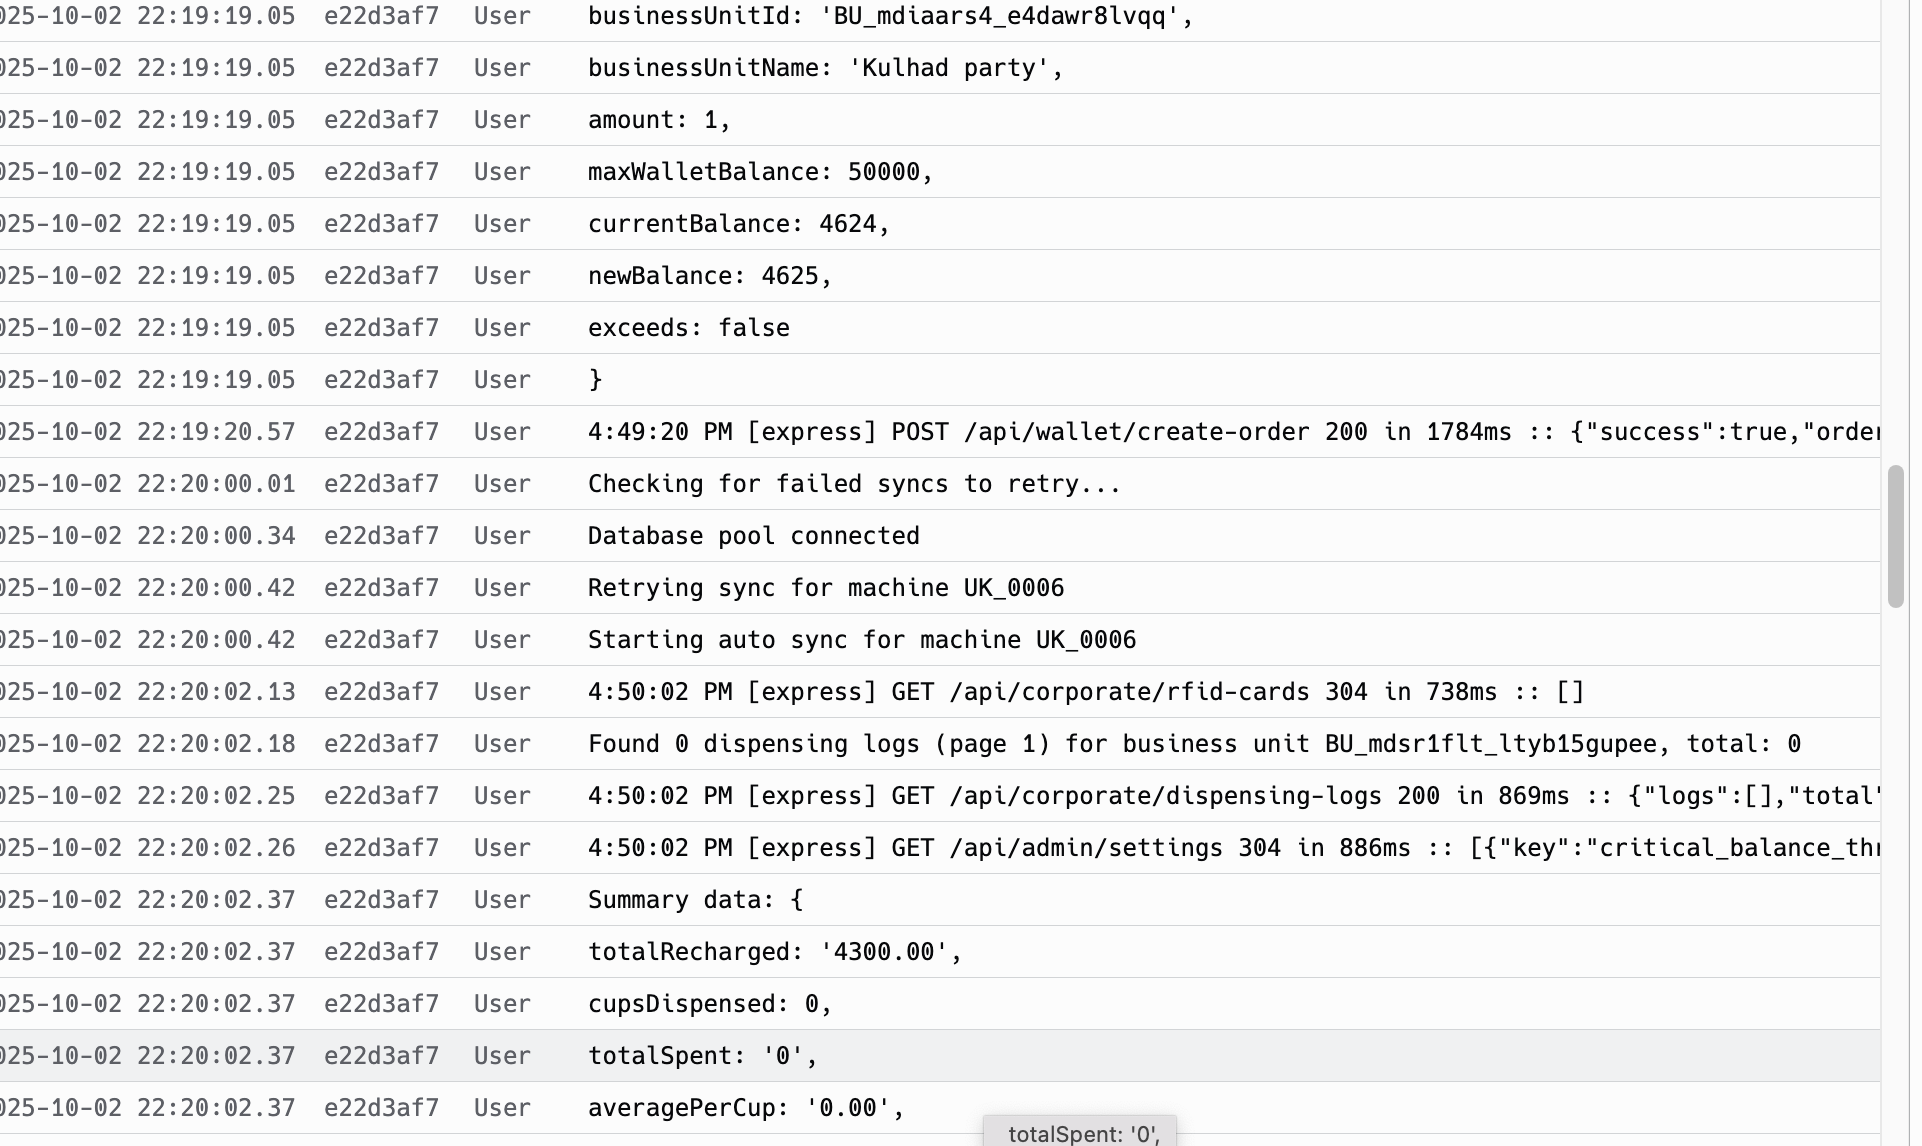 025-10-02 22:19:19.05 e22d3af7 User businessUnitId: 'BU_mdiaars4_e4dawr8lvqq',
025-10-02 22:19:19.05 e22d3af7 User businessUnitName: 'Kulhad party',
025-10-02 22:19:19.05 e22d3af7 User amount: 1,
025-10-02 22:19:19.05 e22d3af7 User maxWalletBalance: 50000,
025-10-02 22:19:19.05 e22d3af7 User currentBalance: 4624,
025-10-02 22:19:19.05 e22d3af7 User newBalance: 4625,
025-10-02 22:19:19.05 e22d3af7 User exceeds: false
025-10-02 22:19:19.05 e22d3af7 User }
025-10-02 22:19:20.57 e22d3af7 User 4:49:20 PM [express] POST /api/wallet/create-order 200 in 1784ms :: {"success":true,"order
025-10-02 22:20:00.01 e22d3af7 User Checking for failed syncs to retry...
025-10-02 22:20:00.34 e22d3af7 User Database pool connected
025-10-02 22:20:00.42 e22d3af7 User Retrying sync for machine UK_0006
025-10-02 22:20:00.42 e22d3af7 User Starting auto sync for machine UK_0006
025-10-02 22:20:02.13 e22d3af7 User 4:50:02 PM [express] GET /api/corporate/rfid-cards 304 in 738ms :: []
025-10-02 22:20:02.18 e22d3af7 User Found 0 dispensing logs (page 1) for business unit BU_mdsr1flt_ltyb15gupee, total: 0
025-10-02 22:20:02.25 e22d3af7 User 4:50:02 PM [express] GET /api/corporate/dispensing-logs 200 in 869ms :: {"logs":[],"total"
025-10-02 22:20:02.26 e22d3af7 User 4:50:02 PM [express] GET /api/admin/settings 304 in 886ms :: [{"key":"critical_balance_thr
025-10-02 22:20:02.37 e22d3af7 User Summary data: {
025-10-02 22:20:02.37 e22d3af7 User totalRecharged: '4300.00',
025-10-02 22:20:02.37 e22d3af7 User cupsDispensed: 0,
025-10-02 22:20:02.37 e22d3af7 User totalSpent: '0',
025-10-02 22:20:02.37 e22d3af7 User averagePerCup: '0.00',
totalSpent: '0',